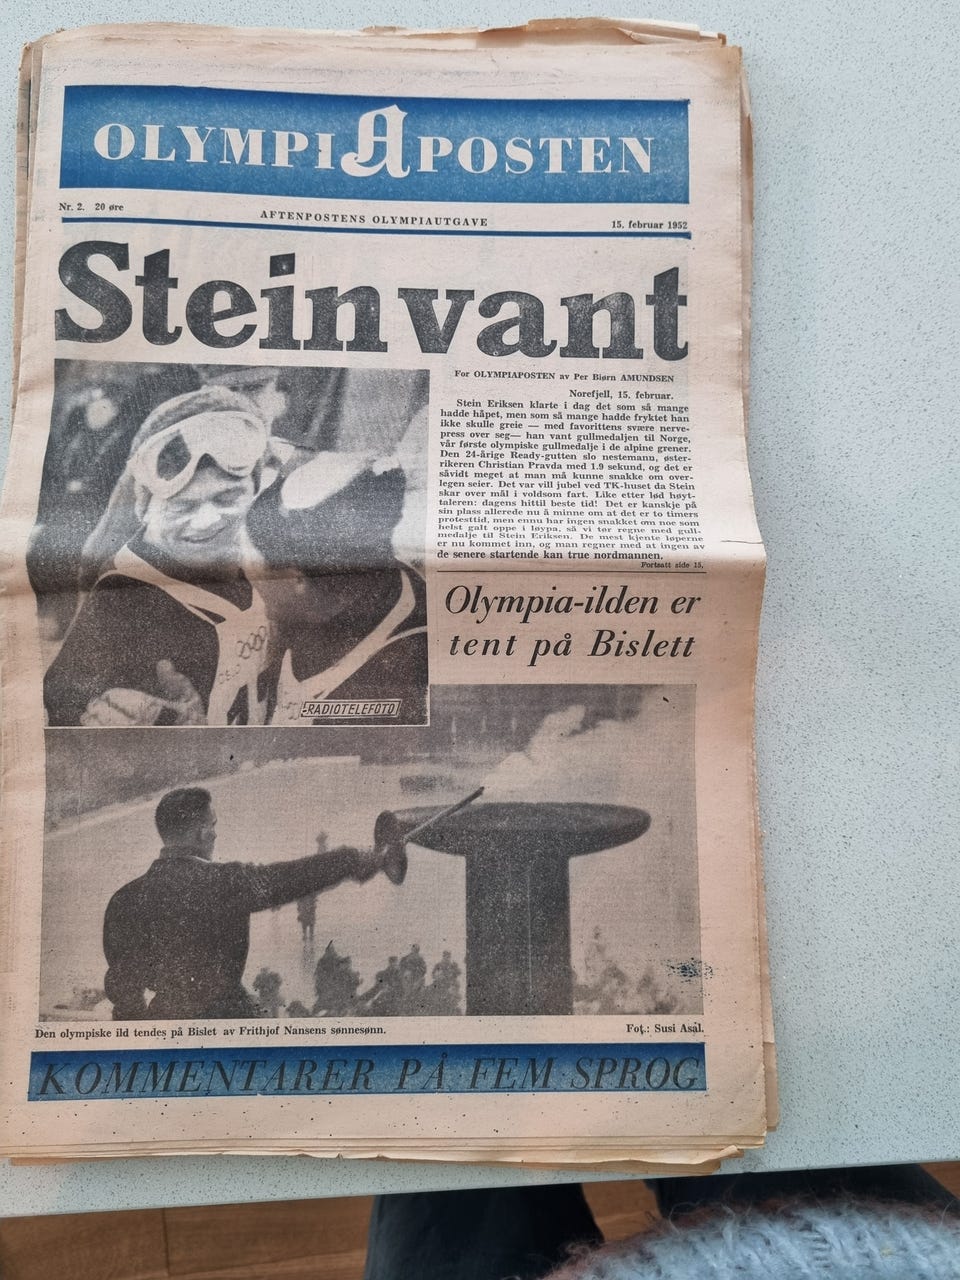 OLYMPIAPOSTEN
Nr. 2. 20 øre
AFTENPOSTENS OLYMPIAUTGAVE
15. februar 1952
Stein vant
For OLYMPIAPOSTEN av Per Biørn AMUNDSEN
Norefjell, 15. februar.
Stein Eriksen klarte i dag det som så mange
hadde håpet, men som så mange hadde fryktet han
ikke skulle greie — med favorittens svære nerve-
press over seg— han vant gullmedaljen til Norge,
vår første olympiske gullmedalje i de alpine grener.
Den 24-årige Ready-gutten slo nestemann, øster-
rikeren Christian Pravda med 1.9 sekund, og det er
såvidt meget at man må kunne snakke om over-
legen seier. Det var vill jubel ved TK-huset da Stein
skar over mål i voldsom fart. Like etter lød høyt-
taleren: dagens hittil beste tid! Det er kanskje på
sin plass allerede nu å minne om at det er to timers
protesttid, men ennu har ingen snakket om noe som
helst galt oppe i løypa, så vi tør regne med gull-
medalje til Stein Eriksen. De mest kjente løperne
er nu kommet inn, og man regner med at ingen av
de senere startende kan true nordmannen.
Fortsatt side 15.
RADIOTELEFOTO
Olympia-ilden er
tent på Bislett
Den olympiske ild tendes på Bislet av Frithjof Nansens sønnesønn.
Fot.: Susi Asal.
KOMMENTARER PÅ FEM SPROG